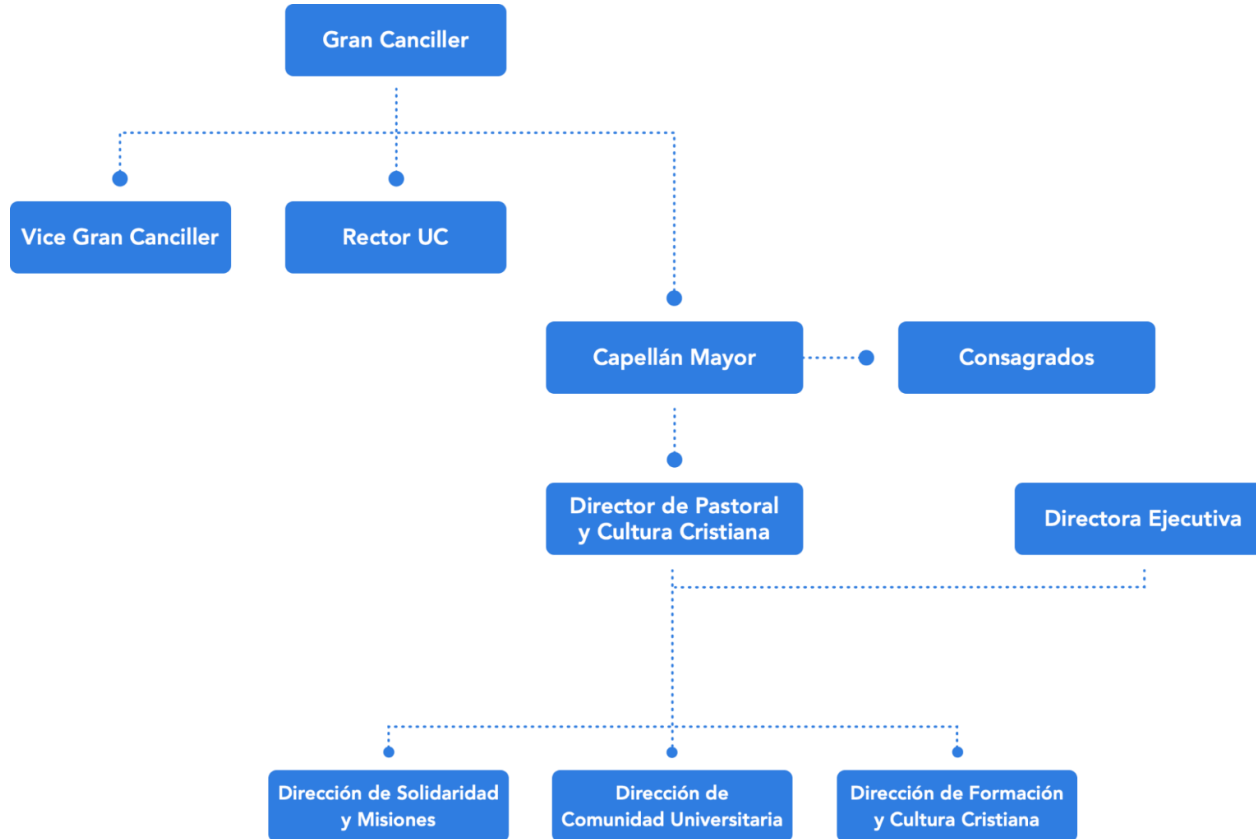 Gran Canciller
Vice Gran Canciller
Rector UC
Capellán Mayor
Consagrados
Director de Pastoral
y Cultura Cristiana
Directora Ejecutiva
Dirección de Solidaridad
y Misiones
Dirección de
Comunidad Universitaria
Dirección de Formación
y Cultura Cristiana